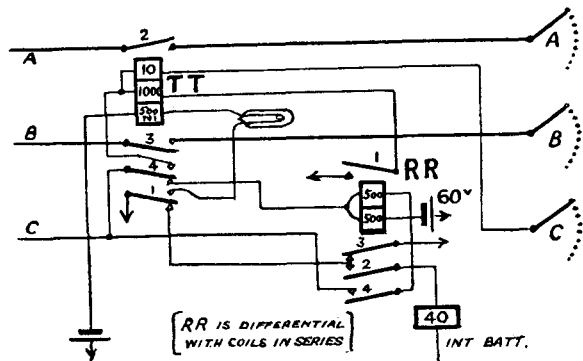 2
A
A
10
1000
TT
500
B
3
B
4
1
1
RR
500
500
60v
C
C
3
2
4
40
[RR IS DIFFERENTIAL
WITH COILS IN SERIES]
INT BATT.